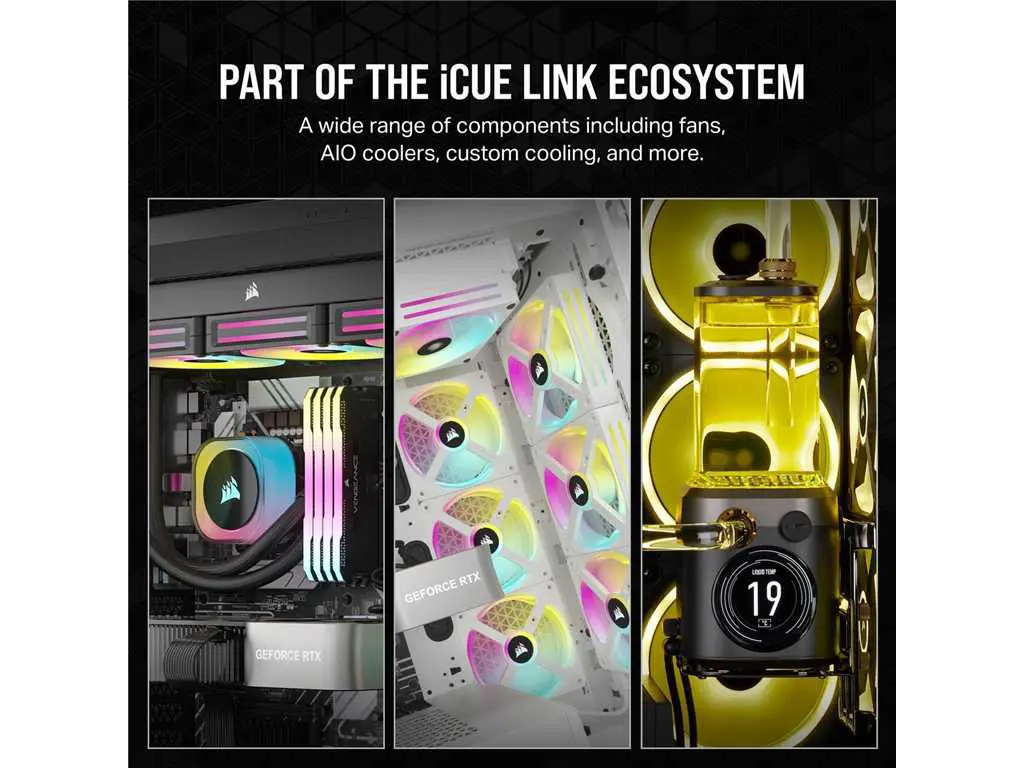 PART OF THE iCUE LINK ECOSYSTEM
A wide range of components including fans,
AIO coolers, custom cooling, and more.
VENGEANCE
GEFORCE RTX
GEFORCE RTX
LIQUID TEMP
19
°C